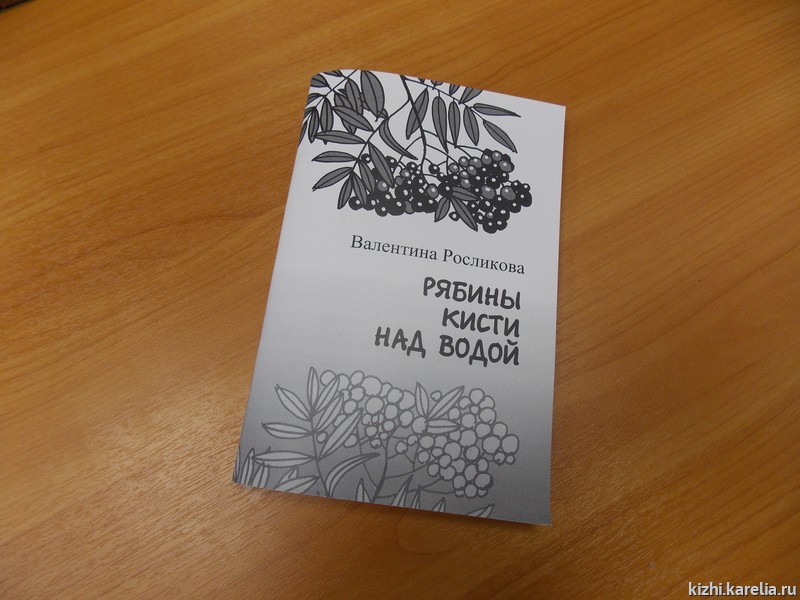 Валентина Росликова
РЯБИНЫ
КИСТИ
НАД ВОДОЙ
kizhi.karelia.ru